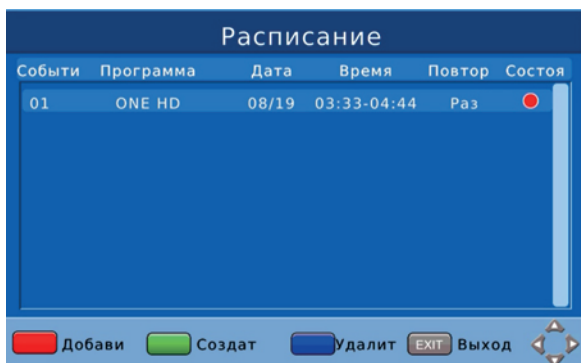 Расписание
Событи Программа Дата Время Повтор Состоя
01 ONE HD 08/19 03:33-04:44 Раз
Добави Создат Удалит EXIT Выход